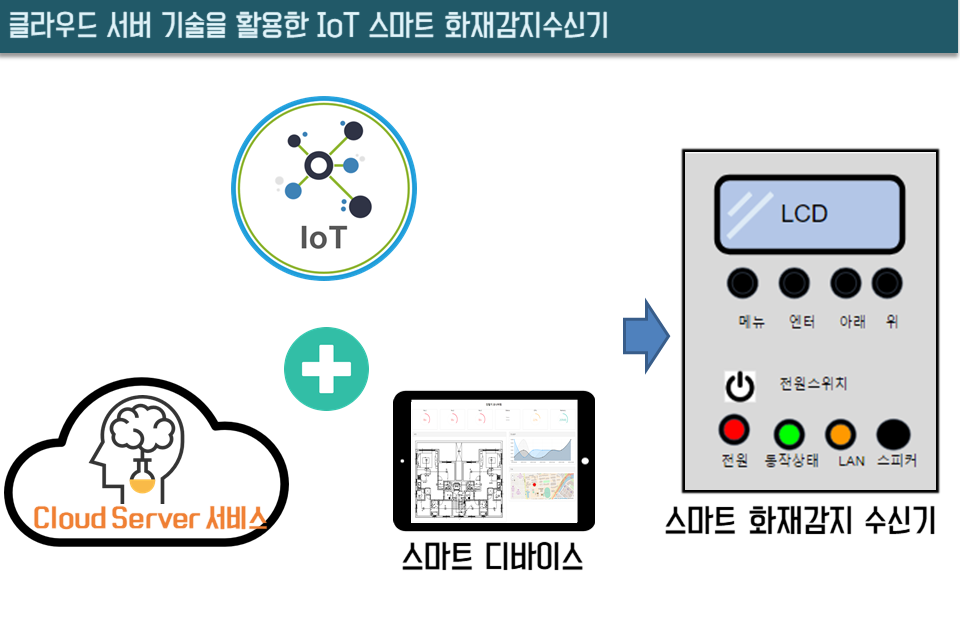 클라우드 서버 기술을 활용한 IoT 스마트 화재감지수신기
IoT
LCD
메뉴 엔터 아래 위
전원스위치
전원 동작상태 LAN 스피커
Cloud Server 서비스
스마트 디바이스
스마트 화재감지 수신기